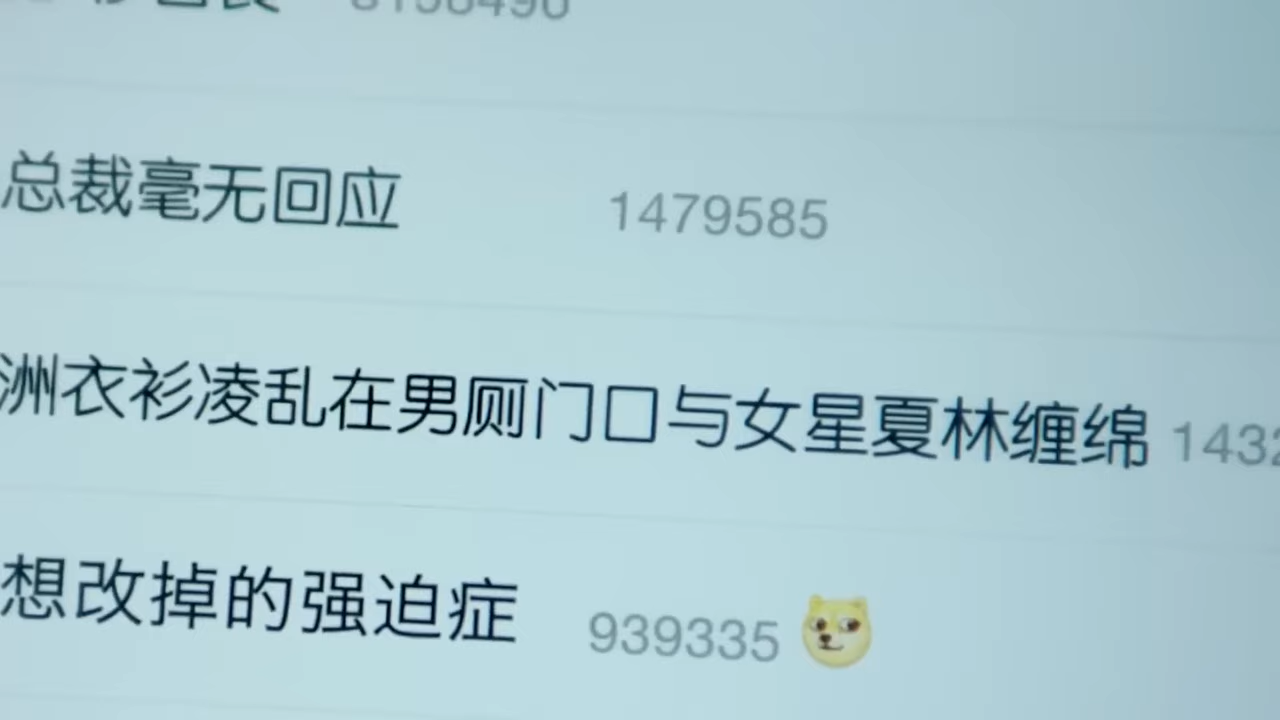 总裁毫无回应 1479585
洲衣衫凌乱在男厕门口与女星夏林缠绵 1432
想改掉的强迫症 939335